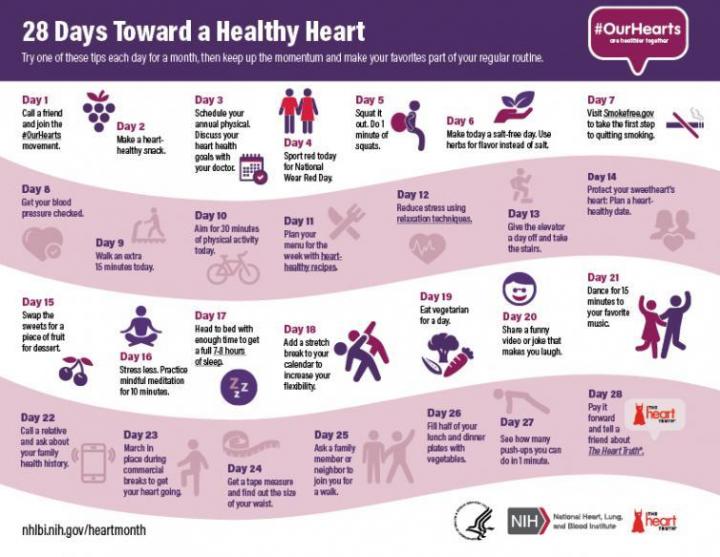 28 Days Toward a Healthy Heart
Try one of these tips each day for a month, then keep up the momentum and make your favorites part of your regular routine.
#OurHearts
are healthier together
Day 1
Call a friend
and join the
#OurHearts
movement.
Day 2
Make a heart-
healthy snack.
Day 3
Schedule your
annual physical.
Discuss your
heart health
goals with
your doctor.
Day 4
Sport red today
for National
Wear Red Day.
Day 5
Squat it
out. Do 1
minute of
squats.
Day 6
Make today a salt-free day. Use
herbs for flavor instead of salt.
Day 7
Visit Smokefree.gov
to take the first step
to quitting smoking.
Day 8
Get your blood
pressure checked.
Day 9
Walk an extra
15 minutes today.
Day 10
Aim for 30 minutes
of physical activity
today.
Day 11
Plan your
menu for the
week with heart-
healthy recipes.
Day 12
Reduce stress using
relaxation techniques.
Day 13
Give the elevator
a day off and take
the stairs.
Day 14
Protect your sweetheart's
heart: Plan a heart-
healthy date.
Day 15
Swap the
sweets for a
piece of fruit
for dessert.
Day 16
Stress less. Practice
mindful meditation
for 10 minutes.
Day 17
Head to bed with
enough time to get
a full 7-8 hours
of sleep.
Z Z Z
Day 18
Add a stretch
break to your
calendar to
increase your
flexibility.
Day 19
Eat vegetarian
for a day.
Day 20
Share a funny
video or joke that
makes you laugh.
Day 21
Dance for 15
minutes to
your favorite
music.
Day 22
Call a relative
and ask about
your family
health history.
Day 23
March in
place during
commercial
breaks to get
your heart going.
Day 24
Get a tape measure
and find out the size
of your waist.
Day 25
Ask a family
member or
neighbor to
join you for
a walk.
Day 26
Fill half of your
lunch and dinner
plates with
vegetables.
Day 27
See how many
push-ups you can
do in 1 minute.
Day 28
Pay it
forward and
and tell a
friend about
The Heart Truth®.
the
heart
truth®
nhlbi.nih.gov/heartmonth
NIH
National Heart, Lung,
and Blood Institute
the
heart
truth®